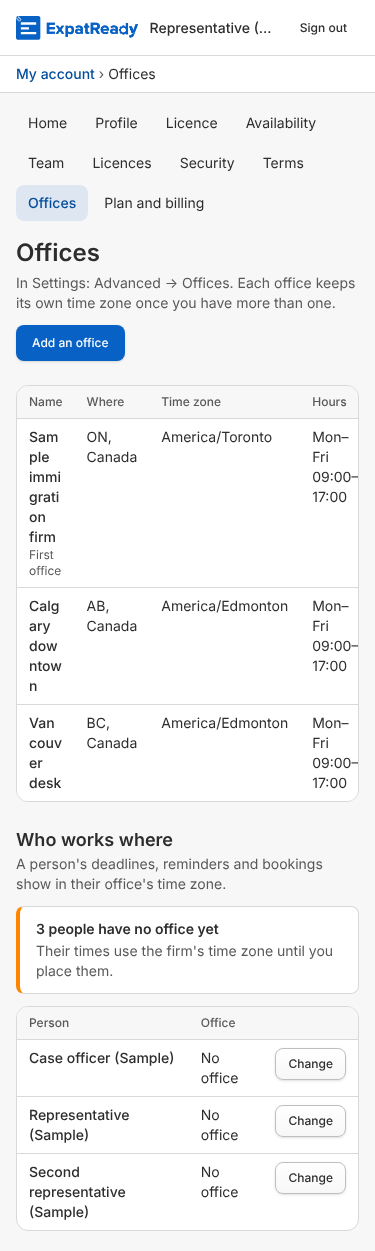 ExpatReady Representative (... Sign out
My account › Offices
Home Profile Licence Availability
Team Licences Security Terms
Offices Plan and billing
Offices
In Settings: Advanced → Offices. Each office keeps
its own time zone once you have more than one.
Add an office
Name Where Time zone Hours
Sam
ple
immi
grati
on
firm
First
office
ON,
Canada
America/Toronto
Mon–
Fri
09:00–
17:00
Calg
ary
dow
ntow
n
AB,
Canada
America/Edmonton
Mon–
Fri
09:00–
17:00
Van
couv
er
desk
BC,
Canada
America/Edmonton
Mon–
Fri
09:00–
17:00
Who works where
A person's deadlines, reminders and bookings
show in their office's time zone.
3 people have no office yet
Their times use the firm's time zone until you
place them.
Person Office
Case officer (Sample)
No
office
Change
Representative
(Sample)
No
office
Change
Second
representative
(Sample)
No
office
Change